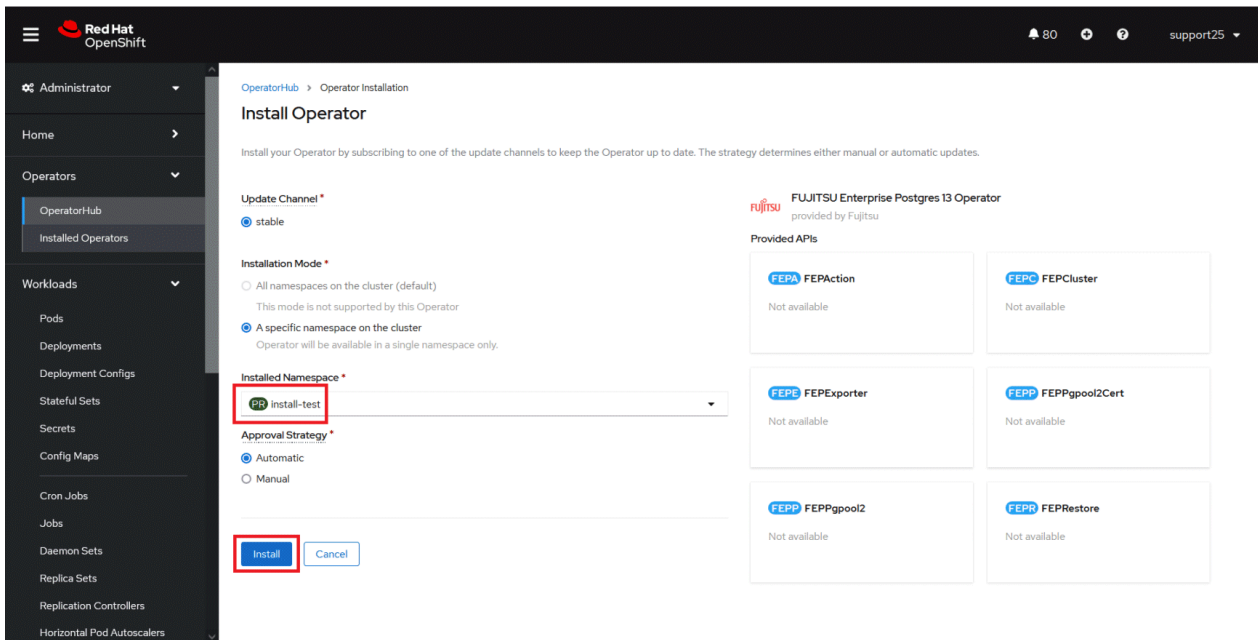 Red Hat
OpenShift
80
support25
Administrator
Home
Operators
OperatorHub
Installed Operators
Workloads
Pods
Deployments
Deployment Configs
Stateful Sets
Secrets
Config Maps
Cron Jobs
Jobs
Daemon Sets
Replica Sets
Replication Controllers
Horizontal Pod Autoscalers
OperatorHub > Operator Installation
Install Operator
Install your Operator by subscribing to one of the update channels to keep the Operator up to date. The strategy determines either manual or automatic updates.
Update Channel *
stable
Installation Mode *
All namespaces on the cluster (default)
This mode is not supported by this Operator
A specific namespace on the cluster
Operator will be available in a single namespace only.
Installed Namespace *
PR install-test
Approval Strategy *
Automatic
Manual
Install
Cancel
FUJITSU
FUJITSU Enterprise Postgres 13 Operator
provided by Fujitsu
Provided APIs
FEPA FEPAction
Not available
FEPC FEPCluster
Not available
FEPE FEPExporter
Not available
FEPP FEPPgpool2Cert
Not available
FEPP FEPPgpool2
Not available
FEPR FEPRestore
Not available